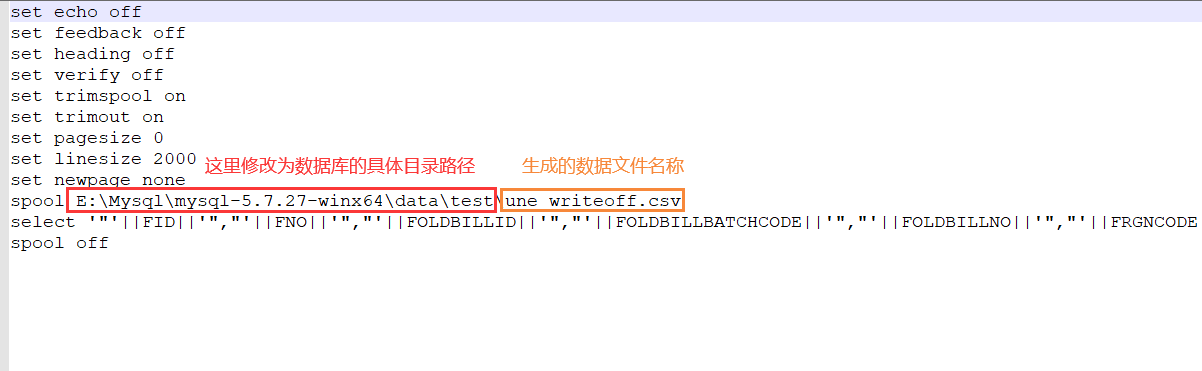 set echo off
set feedback off
set heading off
set verify off
set trimspool on
set trimout on
set pagesize 0
set linesize 2000
这里修改为数据库的具体目录路径
生成的数据文件名称
set newpage none
spool E:\Mysql\mysql-5.7.27-winx64\data\test\une_writeoff.csv
select '"'||FID||'","'||FNO||'","'||FOLDBILLID||'","'||FOLDBILLBATCHCODE||'","'||FOLDBILLNO||'","'||FRGNCODE
spool off